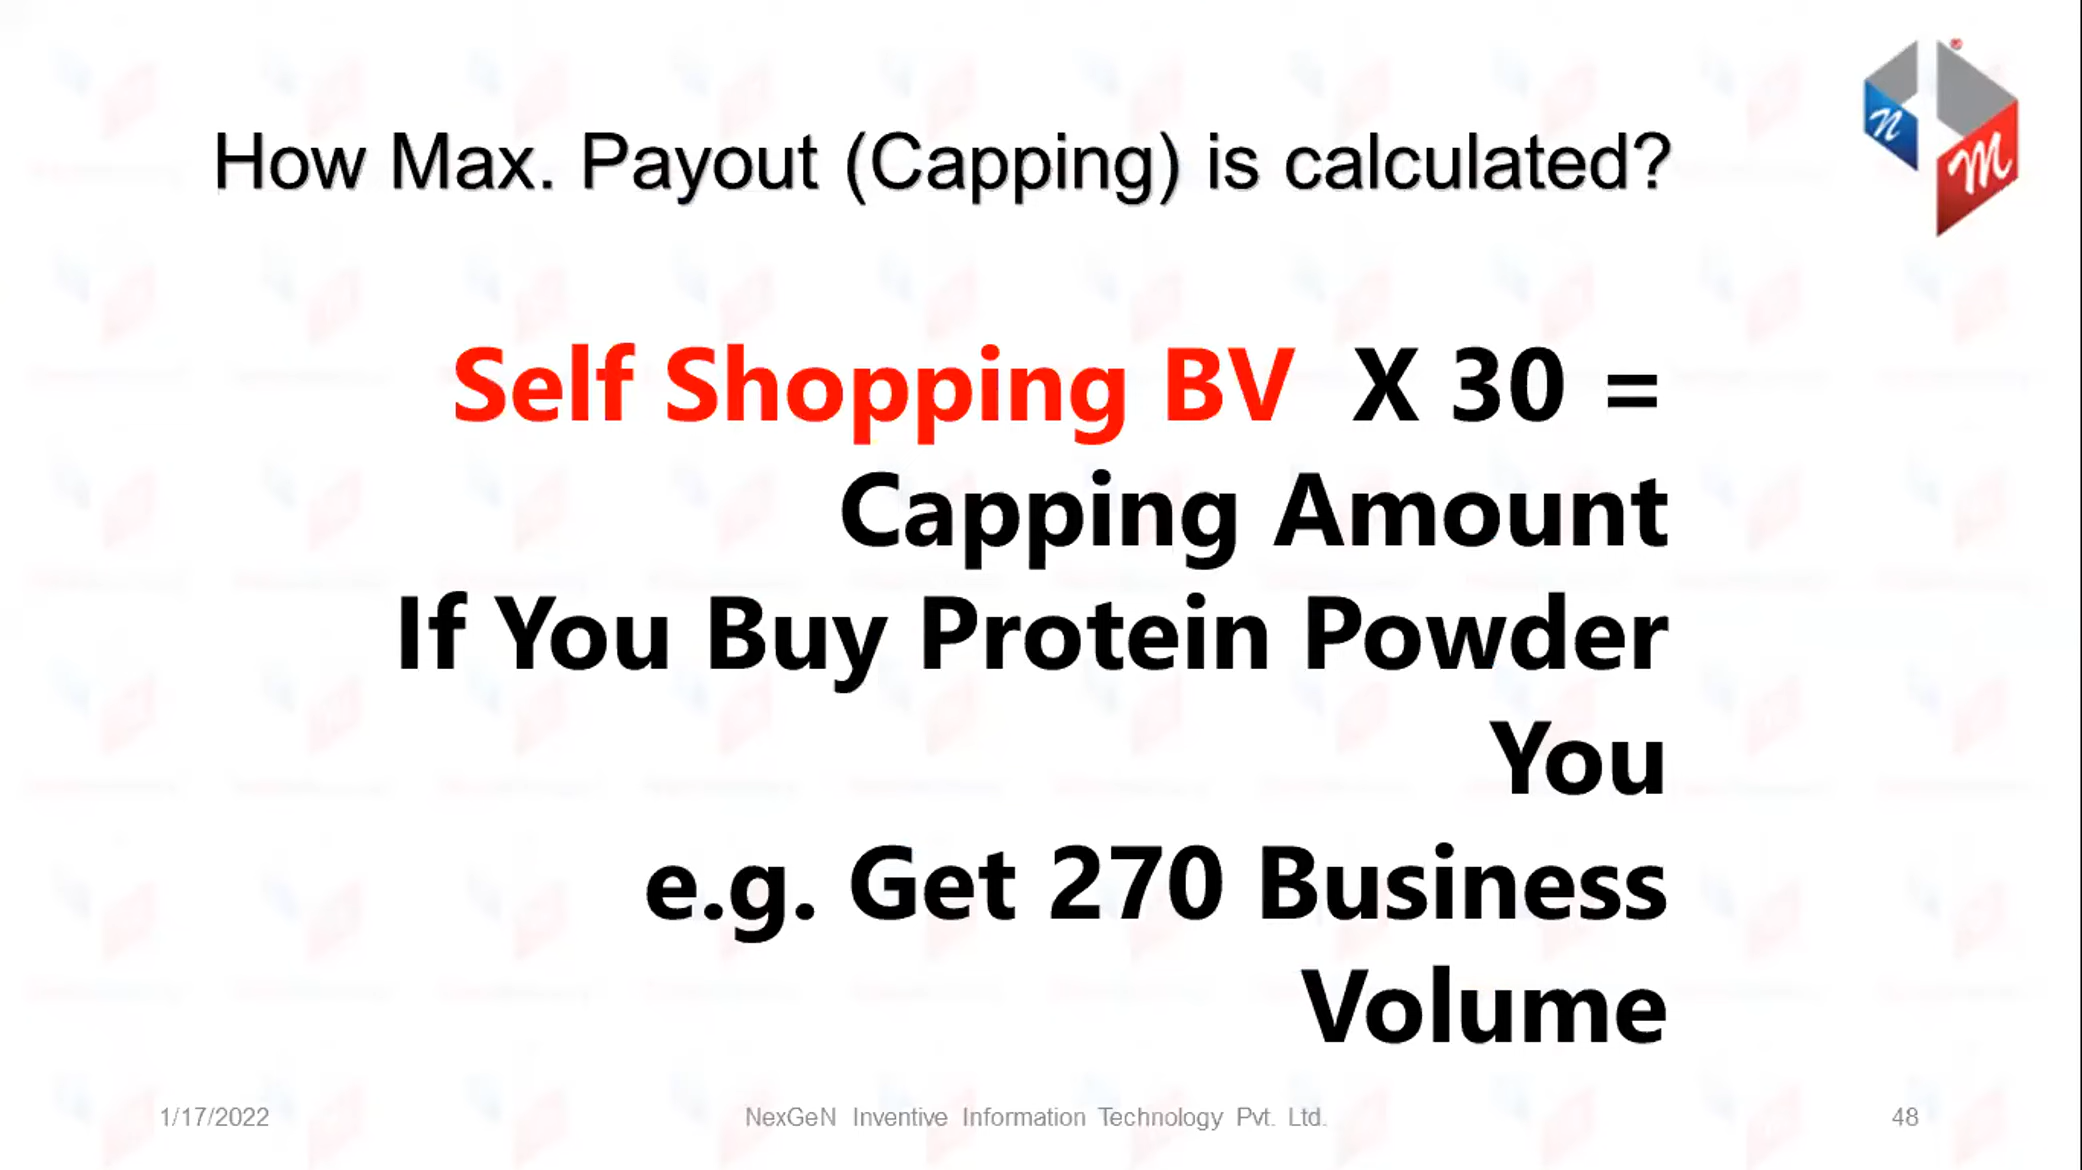 How Max. Payout (Capping) is calculated?
n
m
Self Shopping BV X 30 =
Capping Amount
If You Buy Protein Powder
You
e.g. Get 270 Business
Volume
1/17/2022
NexGeN Inventive Information Technology Pvt. Ltd.
48